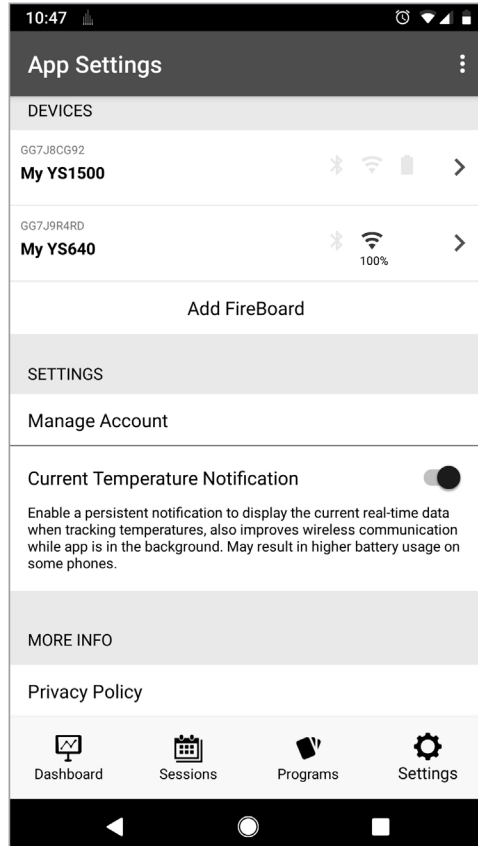 10:47
App Settings
DEVICES
GG7J8CG92
My YS1500
GG7J9R4RD
My YS640
100%
Add FireBoard
SETTINGS
Manage Account
Current Temperature Notification
Enable a persistent notification to display the current real-time data
when tracking temperatures, also improves wireless communication
while app is in the background. May result in higher battery usage on
some phones.
MORE INFO
Privacy Policy
Dashboard
Sessions
Programs
Settings